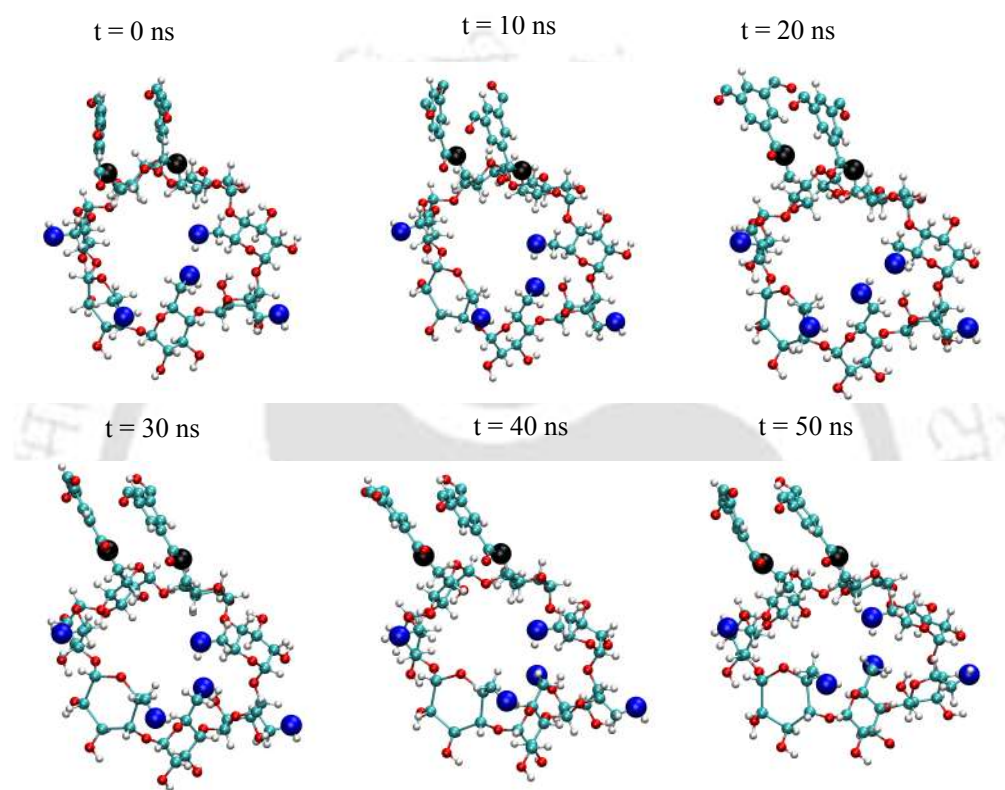 t = 0 ns
t = 10 ns
t = 20 ns
t = 30 ns
t = 40 ns
t = 50 ns